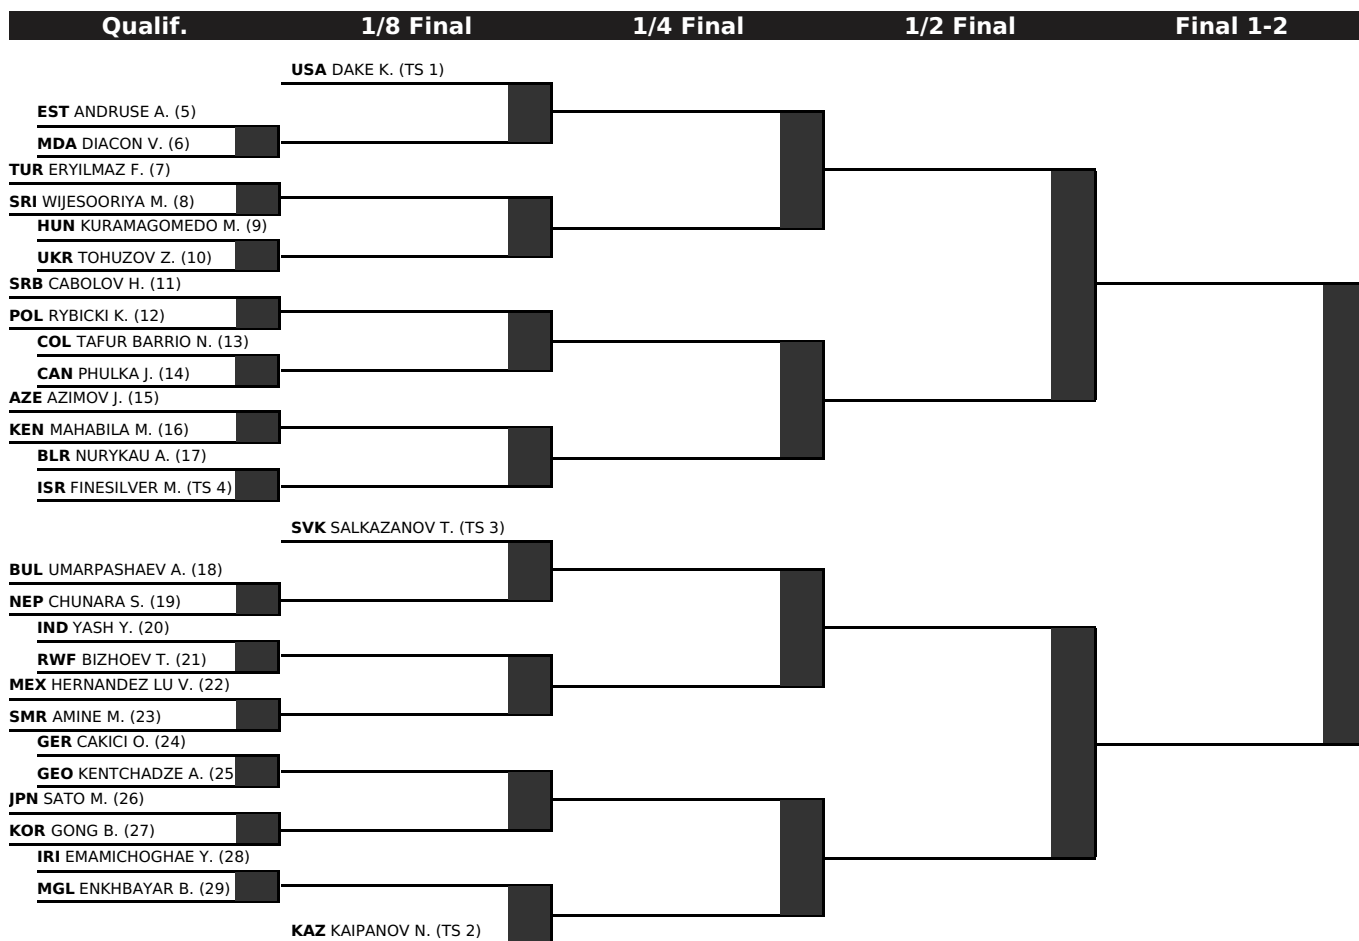 Qualif. 1/8 Final 1/4 Final 1/2 Final Final 1-2
USA DAKE K. (TS 1)
EST ANDRUSE A. (5)
MDA DIACON V. (6)
TUR ERYILMAZ F. (7)
SRI WIJESOORIYA M. (8)
HUN KURAMAGOMEDO M. (9)
UKR TOHUZOV Z. (10)
SRB CABOLOV H. (11)
POL RYBICKI K. (12)
COL TAFUR BARRIO N. (13)
CAN PHULKA J. (14)
AZE AZIMOV J. (15)
KEN MAHABILA M. (16)
BLR NURYKAU A. (17)
ISR FINESILVER M. (TS 4)
SVK SALKAZANOV T. (TS 3)
BUL UMARPASHAEV A. (18)
NEP CHUNARA S. (19)
IND YASH Y. (20)
RWF BIZHOEV T. (21)
MEX HERNANDEZ LU V. (22)
SMR AMINE M. (23)
GER CAKICI O. (24)
GEO KENTCHADZE A. (25
JPN SATO M. (26)
KOR GONG B. (27)
IRI EMAMICHOGHAE Y. (28)
MGL ENKHBAYAR B. (29)
KAZ KAIPANOV N. (TS 2)